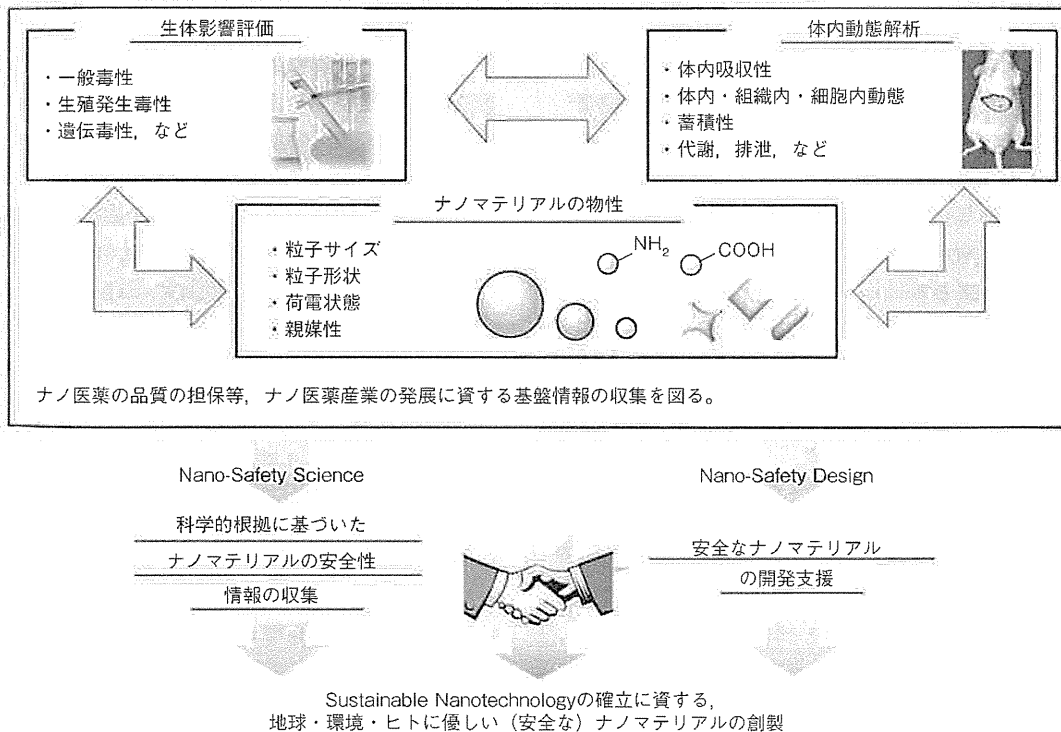 生体影響評価
・一般毒性
・生殖発生毒性
・遺伝毒性，など
体内動態解析
・体内吸収性
・体内・組織内・細胞内動態
・蓄積性
・代謝，排泄，など
ナノマテリアルの物性
・粒子サイズ
・粒子形状
・荷電状態
・親媒性
NH₂
COOH
ナノ医薬の品質の担保等，ナノ医薬産業の発展に資する基盤情報の収集を図る。
Nano-Safety Science
科学的根拠に基づいた
ナノマテリアルの安全性
情報の収集
Nano-Safety Design
安全なナノマテリアル
の開発支援
Sustainable Nanotechnologyの確立に資する，
地球・環境・ヒトに優しい（安全な）ナノマテリアルの創製